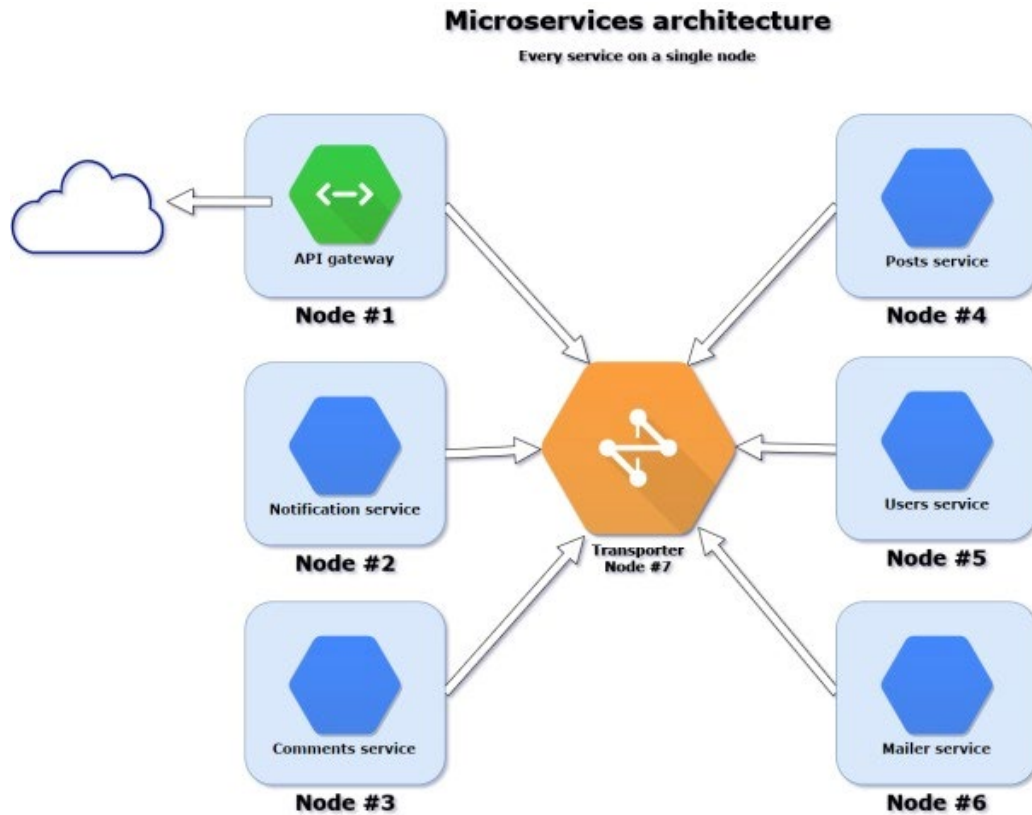 Microservices architecture
Every service on a single node
API gateway
Node #1
Notification service
Node #2
Comments service
Node #3
Transporter
Node #7
Posts service
Node #4
Users service
Node #5
Mailer service
Node #6